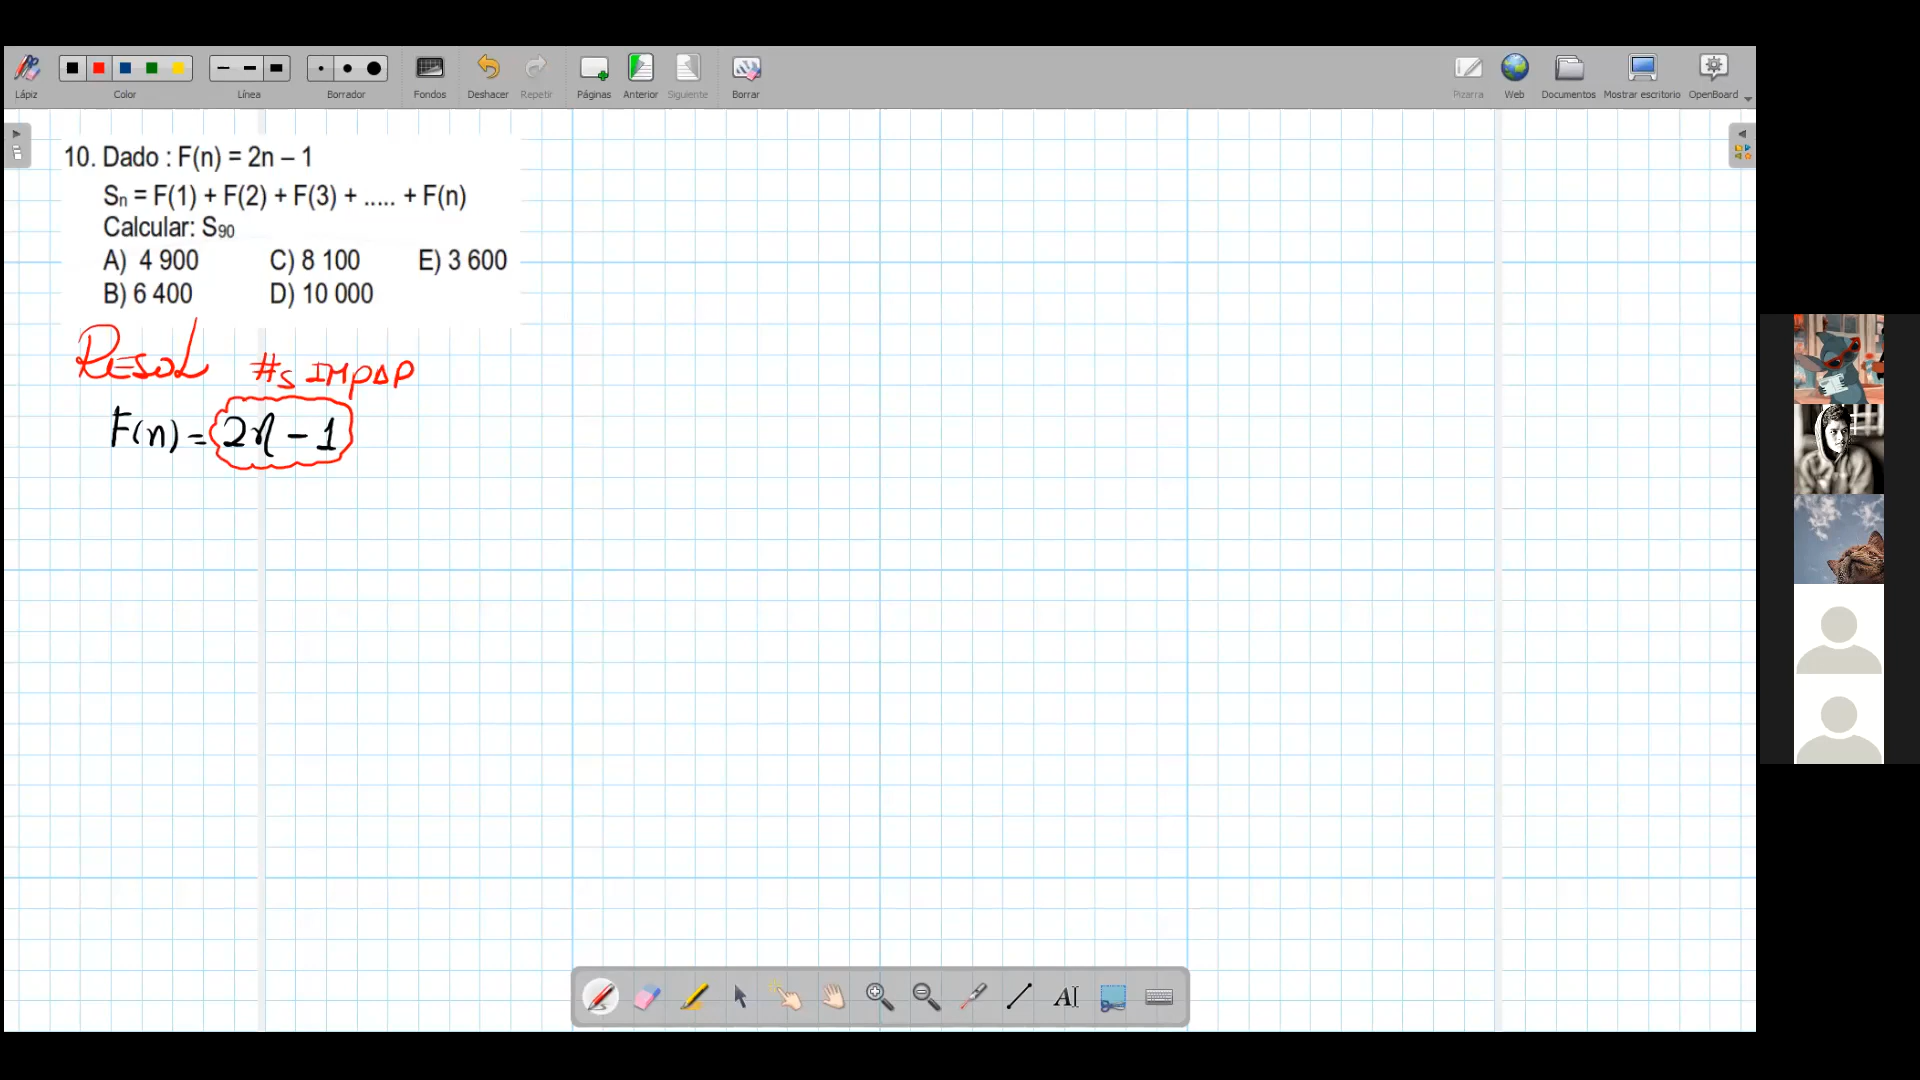 Lápiz
Color
Línea
Borrador
Fondos
Deshacer
Repetir
Páginas
Anterior
Siguiente
Borrar
Pizarra
Web
Documentos
Mostrar escritorio
OpenBoard
10. Dado : F(n) = 2n – 1
Sn = F(1) + F(2) + F(3) + ..... + F(n)
Calcular: S90
A) 4 900 C) 8 100 E) 3 600
B) 6 400 D) 10 000
RESOL #s IMPAR
F(n) = 2n - 1